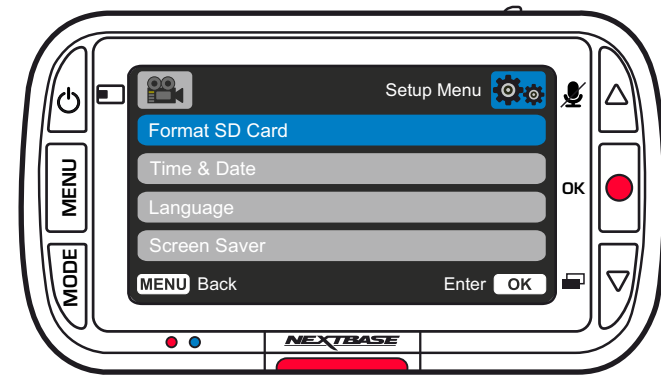 Setup Menu
Format SD Card
Time & Date
Language
Screen Saver
MENU Back Enter OK
MENU
MODE
OK
NEXTBASE